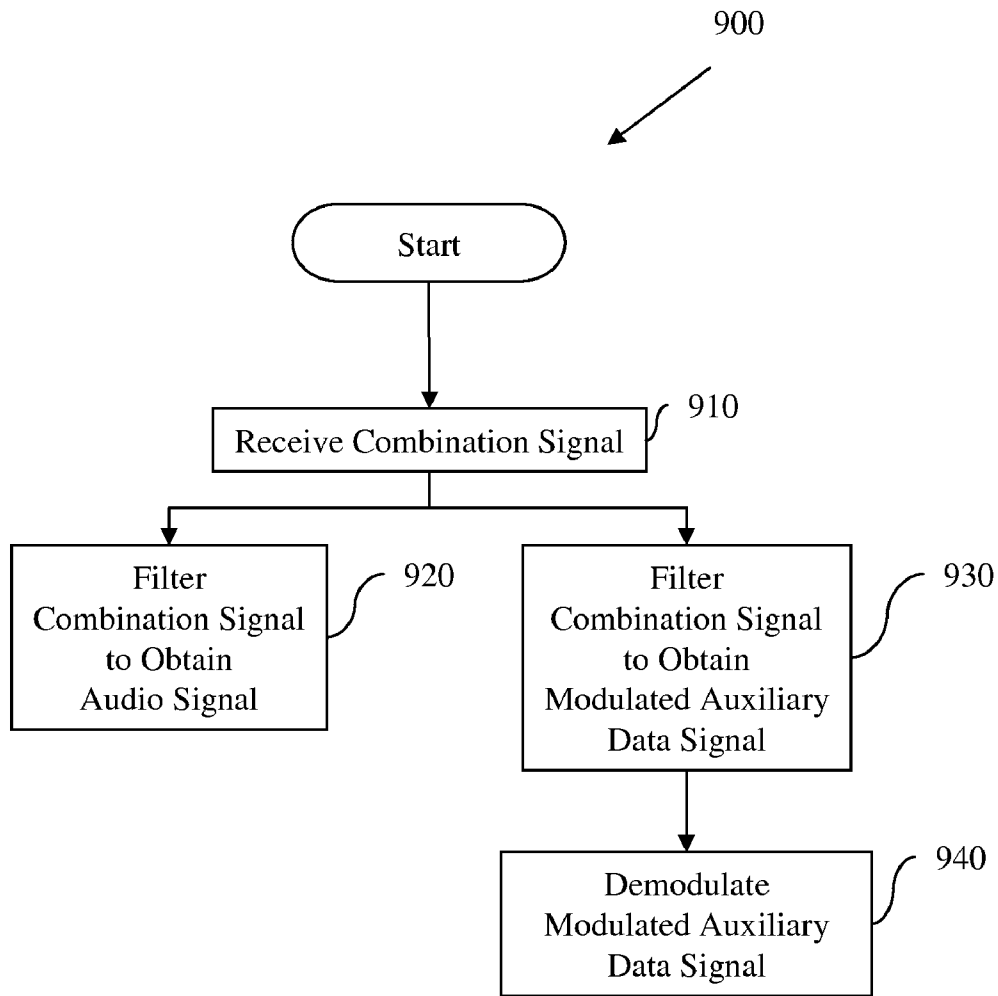 900
Start
910
Receive Combination Signal
Filter
Combination Signal
to Obtain
Audio Signal
920
Filter
Combination Signal
to Obtain
Modulated Auxiliary
Data Signal
930
Demodulate
Modulated Auxiliary
Data Signal
940